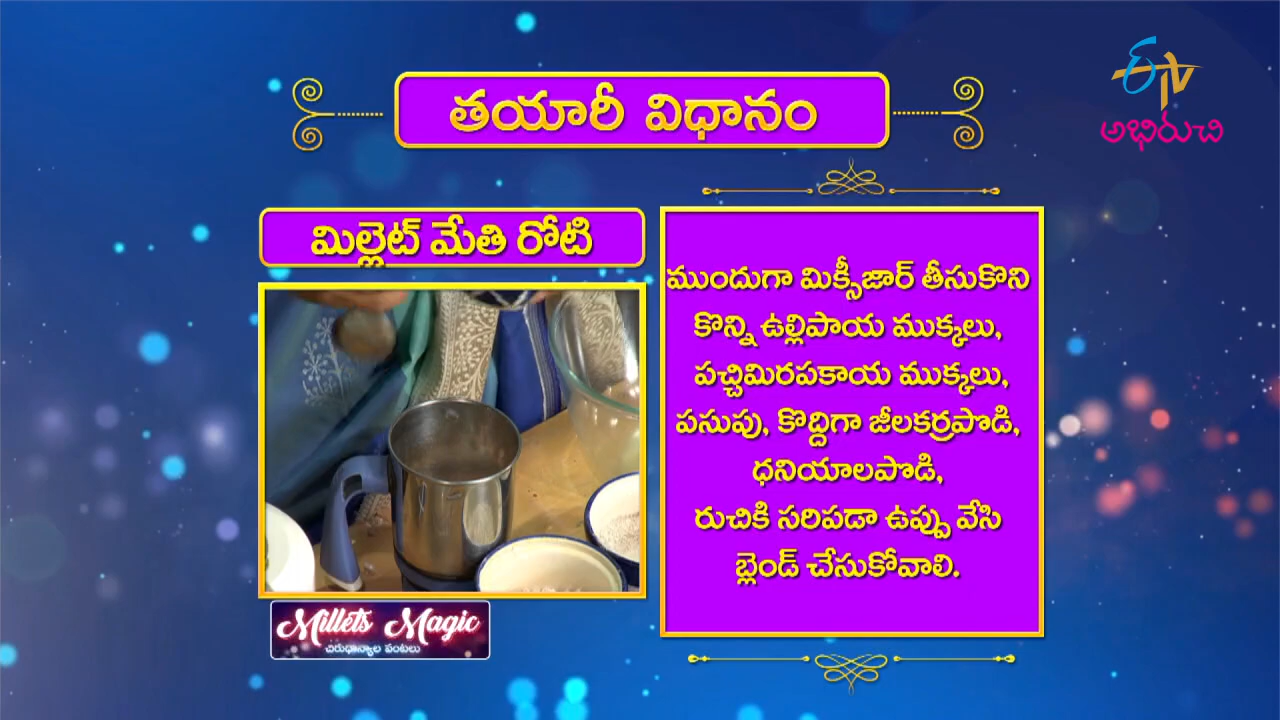 ETV
అభిరుచి
తయారీ విధానం
మిల్లెట్ మేతి రోటి
ముందుగా మిక్సీజార్ తీసుకొని
కొన్ని ఉల్లిపాయ ముక్కలు,
పచ్చిమిరపకాయ ముక్కలు,
పసుపు, కొద్దిగా జీలకర్రపొడి,
ధనియాలపొడి,
రుచికి సరిపడా ఉప్పు వేసి
బ్లెండ్ చేసుకోవాలి.
Millets Magic
చిరుధాన్యాల వంటలు